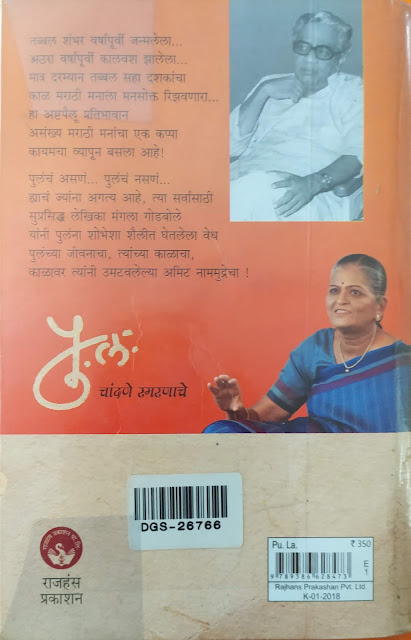 तब्बल शंभर वर्षांपूर्वी जन्मलेला...
अठरा वर्षांपूर्वी कालवश झालेला...
मात्र दरम्यान तब्बल सहा दशकांचा
काळ मराठी मनाला मनसोक्त रिझवणारा...
हा अष्टपैलू प्रतिभावान
असंख्य मराठी मनांचा एक कप्पा
कायमचा व्यापून बसला आहे!
पुलंचं असणं... पुलंचं नसणं...
ह्याचं ज्यांना अगत्य आहे, त्या सर्वांसाठी
सुप्रसिद्ध लेखिका मंगला गोडबोले
यांनी पुलंना शोभेशा शैलीत घेतलेला वेध
पुलंच्या जीवनाचा, त्यांच्या काळाचा,
काळावर त्यांनी उमटवलेल्या अमिट नाममुद्रेचा !
पु.ल.
चांदणे स्मरणाचे
DGS-26766
राजहंस
प्रकाशन
Pu. La. ₹ 350
E
1
9 789386 628473
Rajhans Prakashan Pvt. Ltd.
K-01-2018